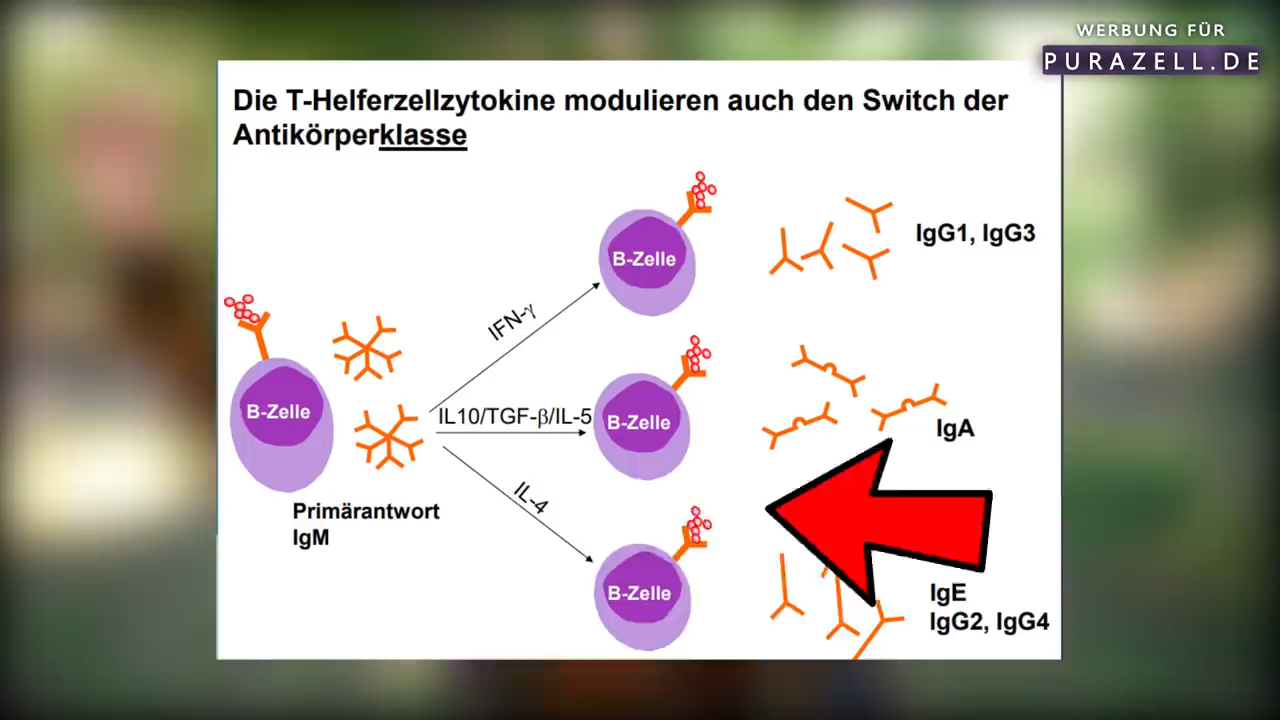 WERBUNG FÜR
PURAZELL.DE
Die T-Helferzellzytokine modulieren auch den Switch der
Antikörperklasse
B-Zelle
IgG1, IgG3
IFN-γ
B-Zelle
IL10/TGF-β/IL-5
B-Zelle
IgA
IL-4
Primärantwort
IgM
B-Zelle
IgE
IgG2, IgG4